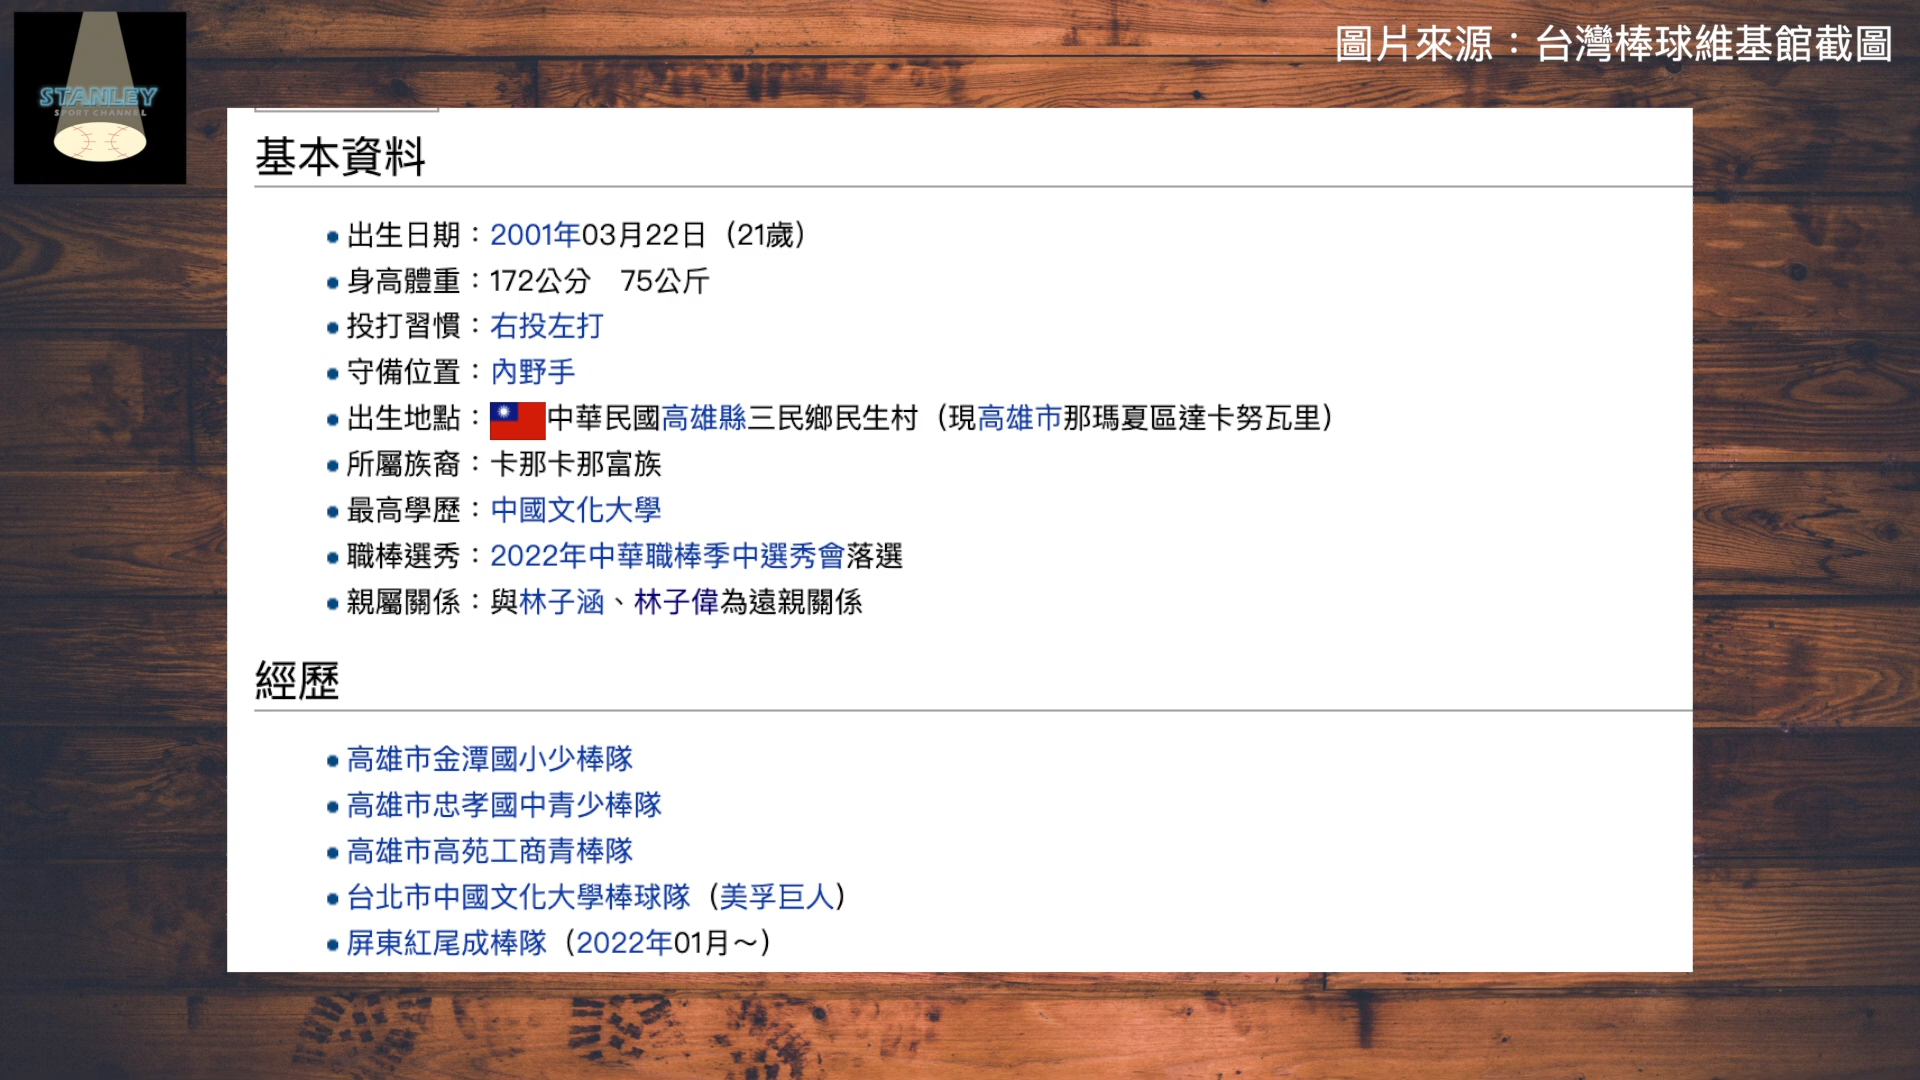 圖片來源：台灣棒球維基館截圖
STANLEY
SPORT CHANNEL
基本資料
出生日期：2001年03月22日（21歲）
身高體重：172公分　75公斤
投打習慣：右投左打
守備位置：內野手
出生地點：中華民國高雄縣三民鄉民生村（現高雄市那瑪夏區達卡努瓦里）
所屬族裔：卡那卡那富族
最高學歷：中國文化大學
職棒選秀：2022年中華職棒季中選秀會落選
親屬關係：與林子涵、林子偉為遠親關係
經歷
高雄市金潭國小少棒隊
高雄市忠孝國中青少棒隊
高雄市高苑工商青棒隊
台北市中國文化大學棒球隊（美孚巨人）
屏東紅尾成棒隊（2022年01月～）